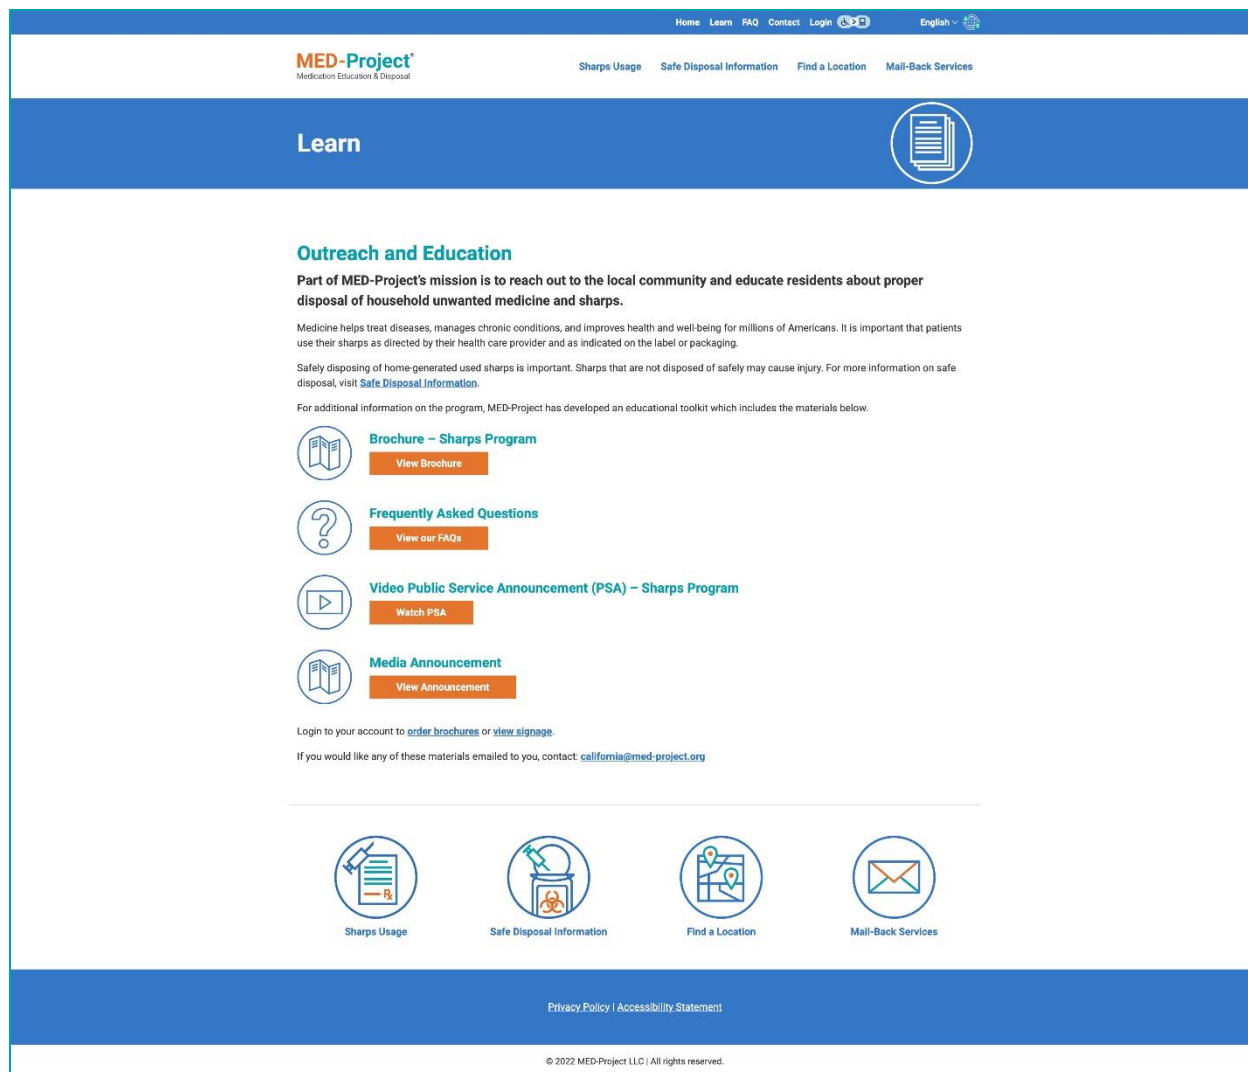 Home Learn FAQ Contact Login English
MED-Project®
Medication Education & Disposal
Sharps Usage Safe Disposal Information Find a Location Mail-Back Services
Learn
Outreach and Education
Part of MED-Project's mission is to reach out to the local community and educate residents about proper
disposal of household unwanted medicine and sharps.
Medicine helps treat diseases, manages chronic conditions, and improves health and well-being for millions of Americans. It is important that patients
use their sharps as directed by their health care provider and as indicated on the label or packaging.
Safely disposing of home-generated used sharps is important. Sharps that are not disposed of safely may cause injury. For more information on safe
disposal, visit Safe Disposal Information.
For additional information on the program, MED-Project has developed an educational toolkit which includes the materials below.
Brochure – Sharps Program
View Brochure
Frequently Asked Questions
View our FAQs
Video Public Service Announcement (PSA) – Sharps Program
Watch PSA
Media Announcement
View Announcement
Login to your account to order brochures or view signage.
If you would like any of these materials emailed to you, contact: california@med-project.org
Sharps Usage Safe Disposal Information Find a Location Mail-Back Services
Privacy Policy | Accessibility Statement
© 2022 MED-Project LLC | All rights reserved.